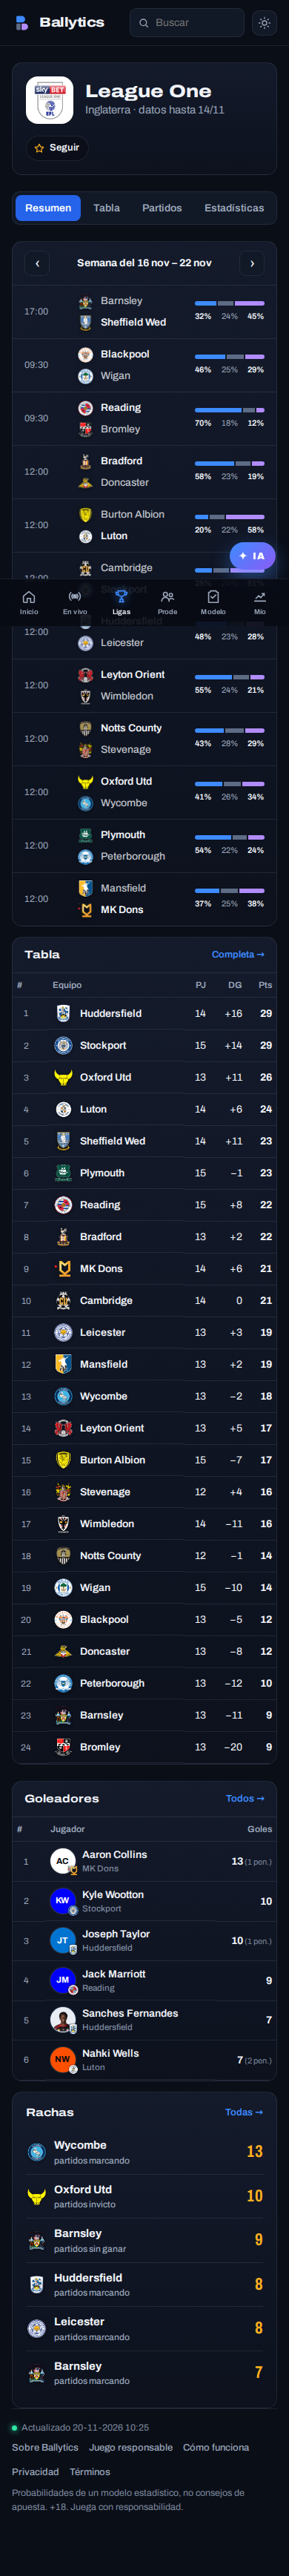 Ballytics
Buscar
sky BET
LEAGUE ONE
EFL
League One
Inglaterra · datos hasta 14/11
Seguir
Resumen Tabla Partidos Estadísticas
‹ Semana del 16 nov – 22 nov ›
17:00 Barnsley
Sheffield Wed
32% 24% 45%
09:30 Blackpool
Wigan
46% 25% 29%
09:30 Reading
Bromley
70% 18% 12%
12:00 Bradford
Doncaster
58% 23% 19%
12:00 Burton Albion
Luton
20% 22% 58%
✦ IA
12:00 Cambridge
Stockport
Inicio En vivo Ligas Prode Modelo Mío
12:00 Huddersfield
Leicester
48% 23% 28%
12:00 Leyton Orient
Wimbledon
55% 24% 21%
12:00 Notts County
Stevenage
43% 28% 29%
12:00 Oxford Utd
Wycombe
41% 26% 34%
12:00 Plymouth
Peterborough
54% 22% 24%
12:00 Mansfield
MK Dons
37% 25% 38%
Tabla Completa →
# Equipo PJ DG Pts
1 Huddersfield 14 +16 29
2 Stockport 15 +14 29
3 Oxford Utd 13 +11 26
4 Luton 14 +6 24
5 Sheffield Wed 14 +11 23
6 Plymouth 15 −1 23
7 Reading 15 +8 22
8 Bradford 13 +2 22
9 MK Dons 14 +6 21
10 Cambridge 14 0 21
11 Leicester 13 +3 19
12 Mansfield 13 +2 19
13 Wycombe 13 −2 18
14 Leyton Orient 13 +5 17
15 Burton Albion 15 −7 17
16 Stevenage 12 +4 16
17 Wimbledon 14 −11 16
18 Notts County 12 −1 14
19 Wigan 15 −10 14
20 Blackpool 13 −5 12
21 Doncaster 13 −8 12
22 Peterborough 13 −12 10
23 Barnsley 13 −11 9
24 Bromley 13 −20 9
Goleadores Todos →
# Jugador Goles
1 AC Aaron Collins 13 (1 pen.)
MK Dons
2 KW Kyle Wootton 10
Stockport
3 JT Joseph Taylor 10 (1 pen.)
Huddersfield
4 JM Jack Marriott 9
Reading
5 Sanches Fernandes 7
Huddersfield
6 NW Nahki Wells 7 (2 pen.)
Luton
Rachas Todas →
Wycombe 13
partidos marcando
Oxford Utd 10
partidos invicto
Barnsley 9
partidos sin ganar
Huddersfield 8
partidos marcando
Leicester 8
partidos marcando
Barnsley 7
partidos marcando
Actualizado 20-11-2026 10:25
Sobre Ballytics Juego responsable Cómo funciona
Privacidad Términos
Probabilidades de un modelo estadístico, no consejos de
apuesta. +18. Juega con responsabilidad.